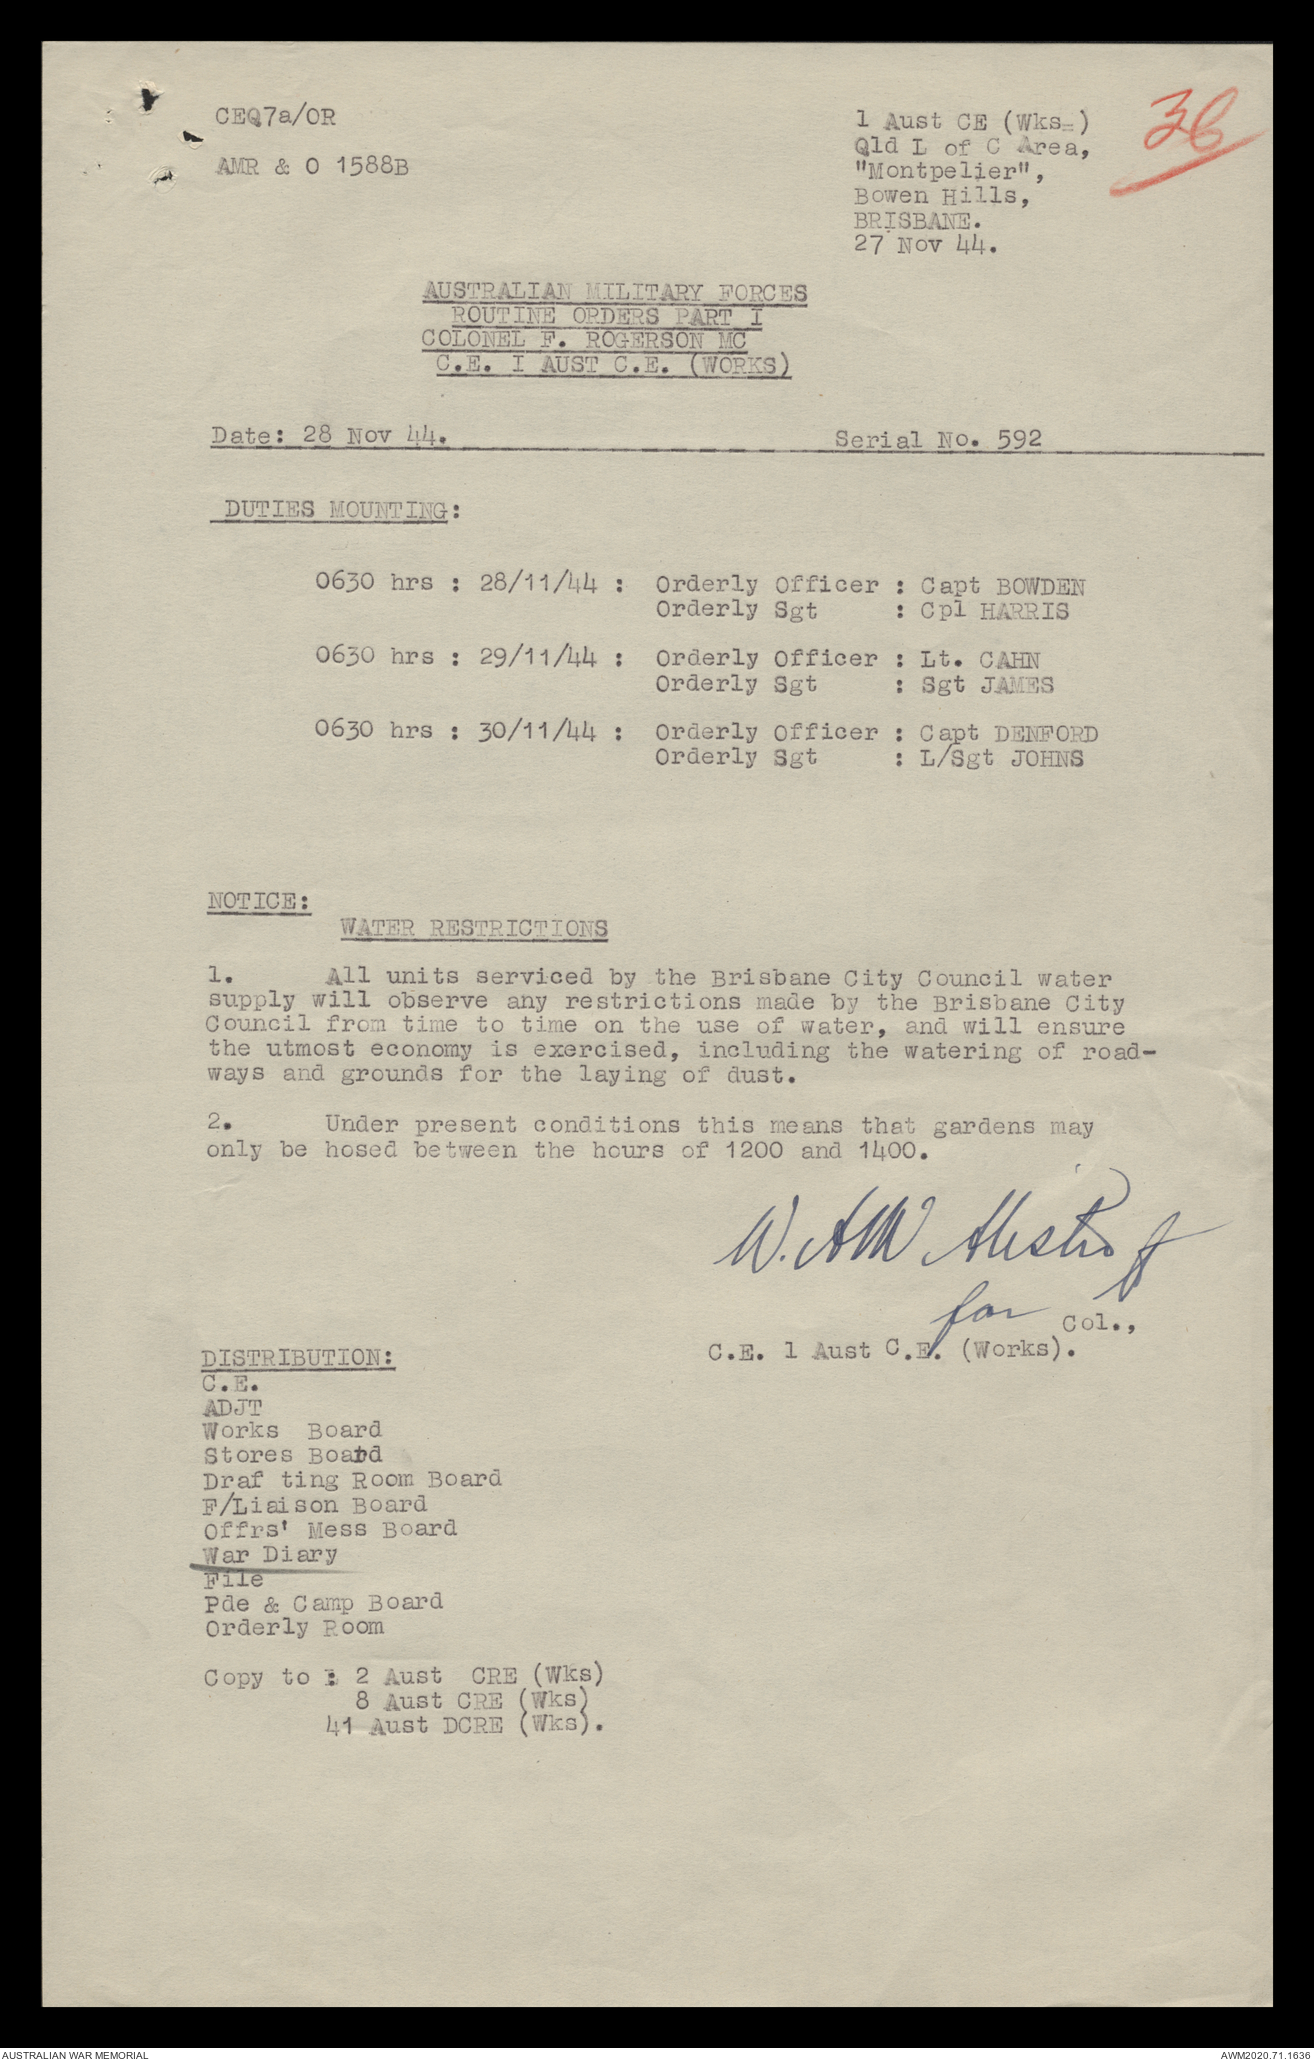 CEQ7a/OR
AMR & O 1588B
1 Aust CE (Wks=)
Qld L of C Area,
"Montpelier",
Bowen Hills,
BRISBANE.
27 Nov 44.
36
AUSTRALIAN MILITARY FORCES
ROUTINE ORDERS PART I
COLONEL F. ROGERSON MC
C.E. I AUST C.E. (WORKS)
Date: 28 Nov 44. Serial No. 592
DUTIES MOUNTING:
0630 hrs : 28/11/44 : Orderly Officer : Capt BOWDEN
Orderly Sgt : Cpl HARRIS
0630 hrs : 29/11/44 : Orderly Officer : Lt. CAHN
Orderly Sgt : Sgt JAMES
0630 hrs : 30/11/44 : Orderly Officer : Capt DENFORD
Orderly Sgt : L/Sgt JOHNS
NOTICE:
WATER RESTRICTIONS
1. All units serviced by the Brisbane City Council water
supply will observe any restrictions made by the Brisbane City
Council from time to time on the use of water, and will ensure
the utmost economy is exercised, including the watering of road-
ways and grounds for the laying of dust.
2. Under present conditions this means that gardens may
only be hosed between the hours of 1200 and 1400.
for Col.,
C.E. 1 Aust C.E. (Works).
DISTRIBUTION:
C.E.
ADJT
Works Board
Stores Board
Draf ting Room Board
F/Liaison Board
Offrs' Mess Board
War Diary
File
Pde & Camp Board
Orderly Room
Copy to : 2 Aust CRE (Wks)
8 Aust CRE (Wks)
41 Aust DCRE (Wks).
AUSTRALIAN WAR MEMORIAL
AWM2020.71.1636